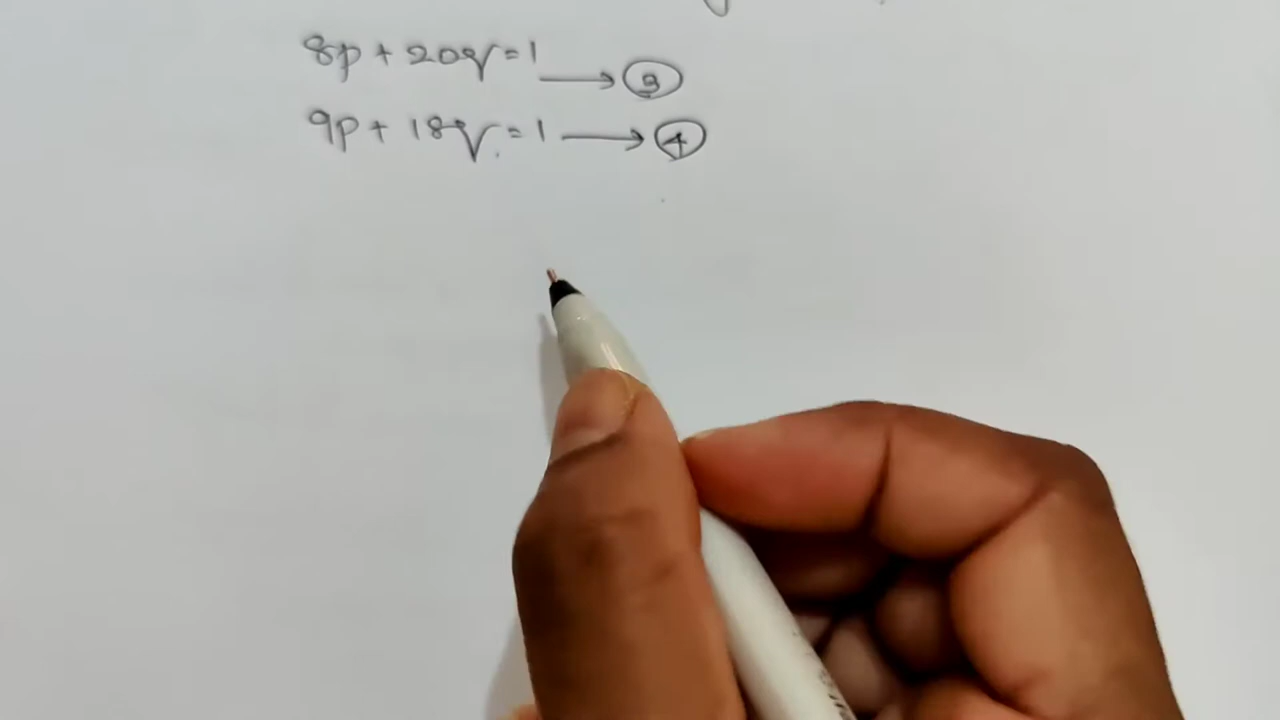 8p + 20q = 1 → ③
9p + 18q = 1 → ④